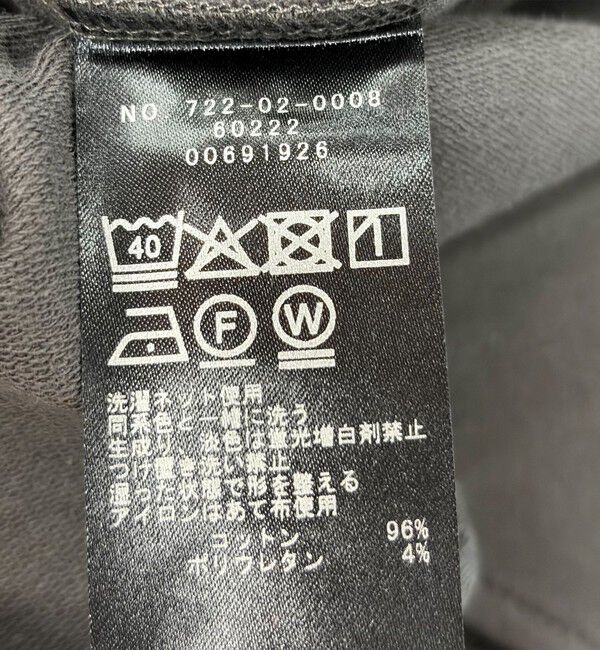 NO. 722-02-0008
60222
00691926
40
F W
洗濯ネット使用
同系色と一緒に洗う
生成り、淡色は蛍光増白剤禁止
つけ置き洗い禁止
湿った状態で形を整える
アイロンはあて布使用
コットン 96%
ポリウレタン 4%